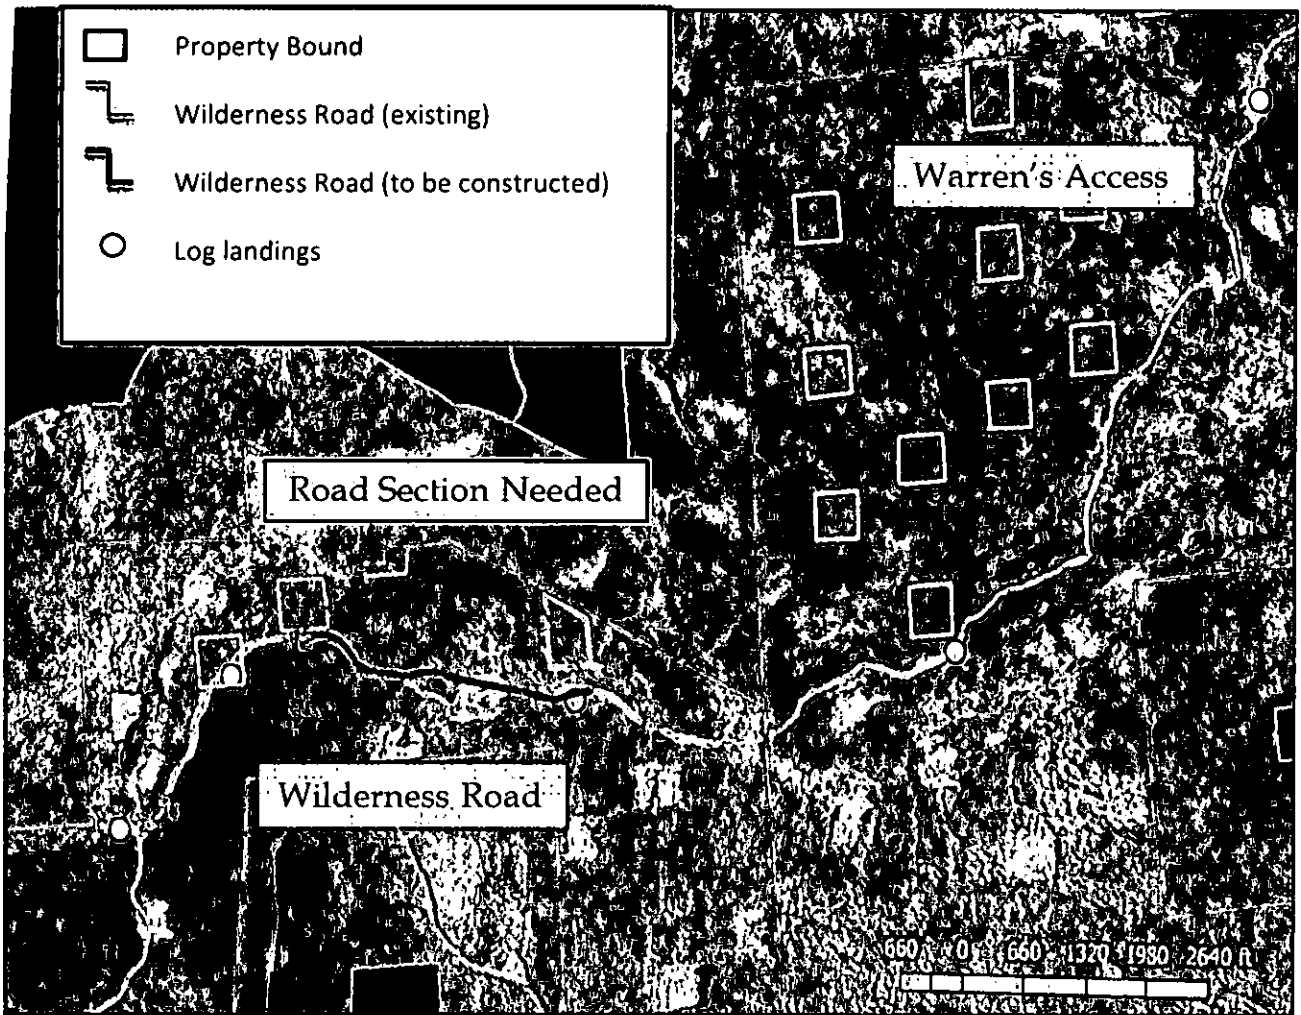 Property Bound
Wilderness Road (existing)
Wilderness Road (to be constructed)
Log landings
Warren's Access
Road Section Needed
Wilderness Road
660 0 660 1320 1980 2640 ft